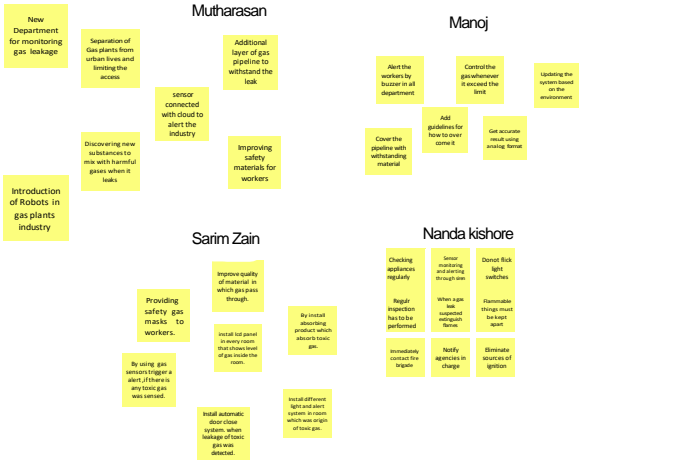 Mutharasan
New
Department
for monitoring
gas leakage
Separation of
Gas plants from
urban lives and
limiting the
access
Additional
layer of gas
pipeline to
withstand the
leak
sensor
connected
with cloud to
alert the
industry
Discovering new
substances to
mix with harmful
gases when it
leaks
Improving
safety
materials for
workers
Introduction
of Robots in
gas plants
industry
Manoj
Alert the
workers by
buzzer in all
department
Control the
gas whenever
it exceed the
limit
Updating the
system based
on the
environment
Add
guidelines for
how to over
come it
Get accurate
result using
analog format
Cover the
pipeline with
withstanding
material
Sarim Zain
Improve quality
of material in
which gas pass
through.
Providing
safety gas
masks to
workers.
By install
absorbing
product which
absorb toxic
gas.
install lcd panel
in every room
that shows level
of gas inside the
room.
By using gas
sensors trigger a
alert ,if there is
any toxic gas
was sensed.
Install different
light and alert
system in room
which was origin
of toxic gas.
Install automatic
door close
system. when
leakage of toxic
gas was
detected.
Nanda kishore
Checking
appliances
regularly
Sensor
monitoring
and alerting
through sms
Do not flick
light
switches
Regulr
inspection
has to be
performed
When a gas
leak
suspected
extinguish
flames
Flammable
things must
be kept
apart
Immediately
contact fire
brigade
Notify
agencies in
charge
Eliminate
sources of
ignition